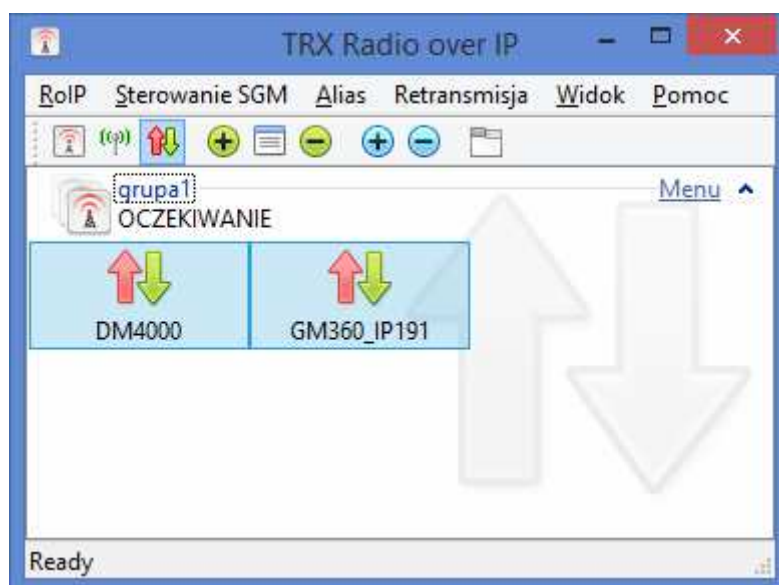 TRX Radio over IP
RoIP Sterowanie SGM Alias Retransmisja Widok Pomoc
grupa1 Menu
OCZEKIWANIE
DM4000 GM360_IP191
Ready